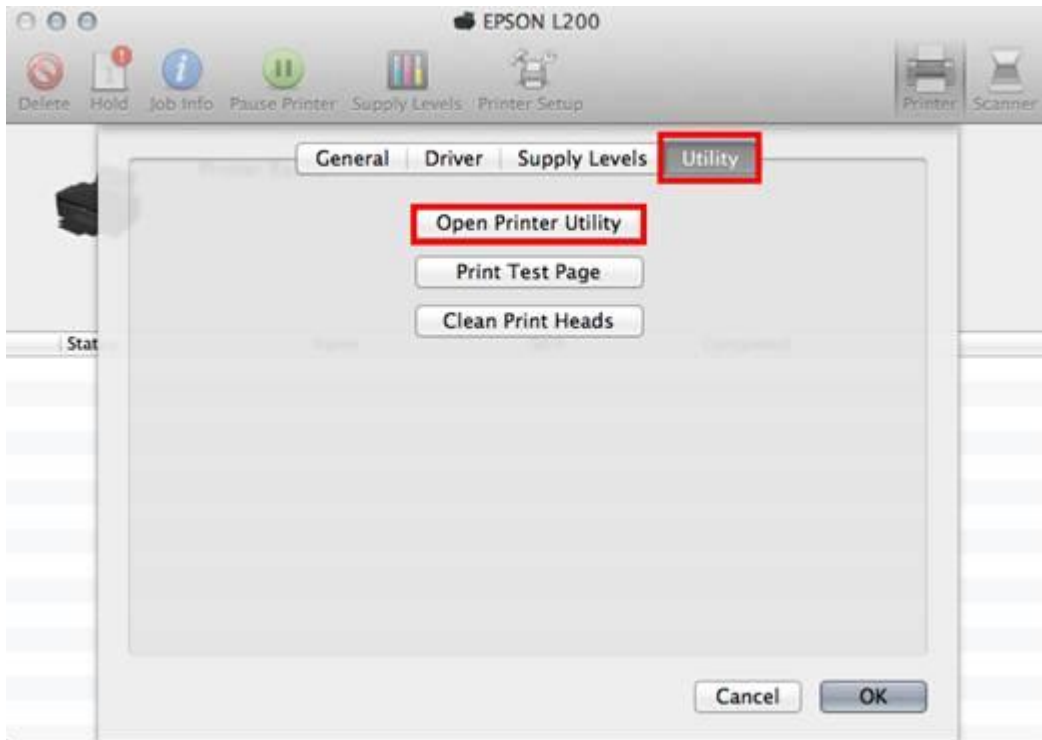 EPSON L200
Delete Hold Job Info Pause Printer Supply Levels Printer Setup Printer Scanner
General Driver Supply Levels Utility
Open Printer Utility
Print Test Page
Clean Print Heads
Stat
Cancel OK